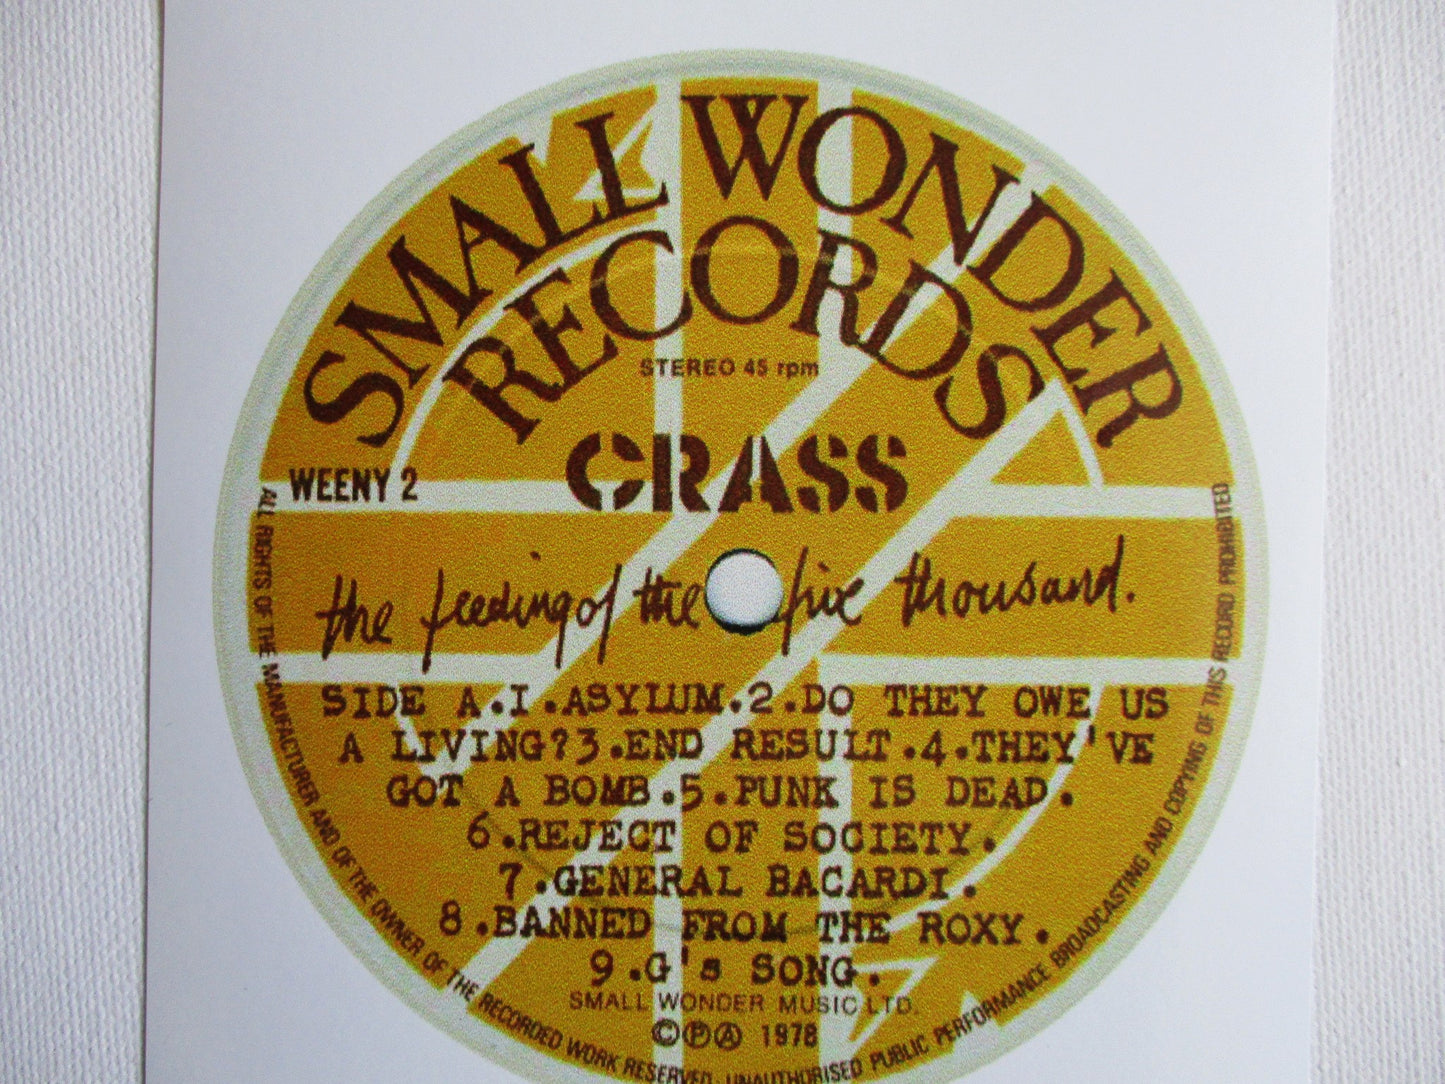 SMALL WONDER
RECORDS
STEREO 45 rpm
CRASS
WEENY 2
the feeding of the five thousand.
SIDE A.I.ASYLUM.2.DO THEY OWE US
A LIVING?3.END RESULT.4.THEY'VE
GOT A BOMB.5.PUNK IS DEAD.
6.REJECT OF SOCIETY.
7.GENERAL BACARDI.
8.BANNED FROM THE ROXY.
9.G's SONG.
SMALL WONDER MUSIC LTD.
ⒸⓅⒶ 1978
ALL RIGHTS OF THE MANUFACTURER AND OF THE OWNER OF THE RECORDED WORK RESERVED. UNAUTHORISED PUBLIC PERFORMANCE BROADCASTING AND COPYING OF THIS RECORD PROHIBITED